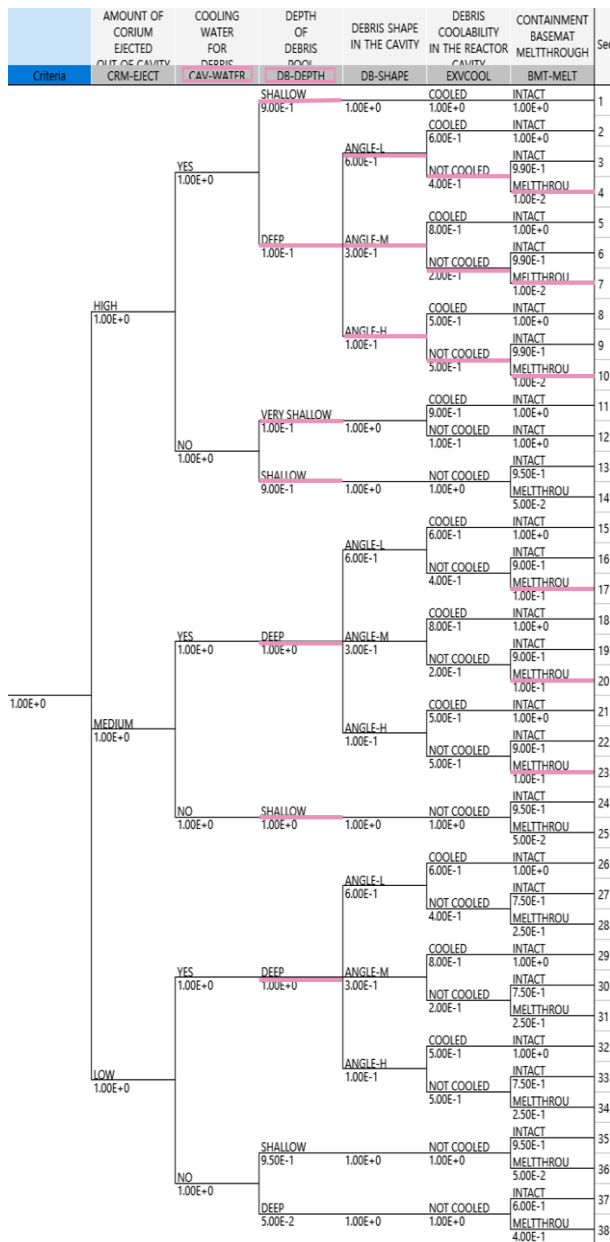 AMOUNT OF CORIUM EJECTED OUT OF CAVITY
COOLING WATER FOR DEBRIS
DEPTH OF DEBRIS POOL
DEBRIS SHAPE IN THE CAVITY
DEBRIS COOLABILITY IN THE REACTOR CAVITY
CONTAINMENT BASEMAT MELTTHROUGH
Criteria CRM-EJECT CAV-WATER DB-DEPTH DB-SHAPE EXVCOOL BMT-MELT
SHALLOW COOLED INTACT
9.00E-1 1.00E+0 1.00E+0 1.00E+0 1
COOLED INTACT
6.00E-1 1.00E+0 2
ANGLE-L
6.00E-1
INTACT
9.90E-1 3
YES
1.00E+0
NOT COOLED
4.00E-1
MELTTHROU
1.00E-2 4
COOLED INTACT
8.00E-1 1.00E+0 5
DEEP ANGLE-M
1.00E-1 3.00E-1
INTACT
9.90E-1 6
NOT COOLED
2.00E-1
MELTTHROU
1.00E-2 7
HIGH
1.00E+0
COOLED INTACT
5.00E-1 1.00E+0 8
ANGLE-H
1.00E-1
INTACT
9.90E-1 9
NOT COOLED
5.00E-1
MELTTHROU
1.00E-2 10
COOLED INTACT
9.00E-1 1.00E+0 11
VERY SHALLOW
1.00E-1 1.00E+0
NOT COOLED INTACT
1.00E-1 1.00E+0 12
NO
1.00E+0
INTACT
9.50E-1 13
SHALLOW NOT COOLED
9.00E-1 1.00E+0 1.00E+0
MELTTHROU
5.00E-2 14
COOLED INTACT
6.00E-1 1.00E+0 15
ANGLE-L
6.00E-1
INTACT
9.00E-1 16
NOT COOLED
4.00E-1
MELTTHROU
1.00E-1 17
COOLED INTACT
8.00E-1 1.00E+0 18
YES DEEP ANGLE-M
1.00E+0 1.00E+0 3.00E-1
INTACT
9.00E-1 19
NOT COOLED
2.00E-1
MELTTHROU
1.00E-1 20
1.00E+0
COOLED INTACT
5.00E-1 1.00E+0 21
MEDIUM
1.00E+0
ANGLE-H
1.00E-1
INTACT
9.00E-1 22
NOT COOLED
5.00E-1
MELTTHROU
1.00E-1 23
INTACT
9.50E-1 24
NO SHALLOW NOT COOLED
1.00E+0 1.00E+0 1.00E+0 1.00E+0
MELTTHROU
5.00E-2 25
COOLED INTACT
6.00E-1 1.00E+0 26
ANGLE-L
6.00E-1
INTACT
7.50E-1 27
NOT COOLED
4.00E-1
MELTTHROU
2.50E-1 28
COOLED INTACT
8.00E-1 1.00E+0 29
YES DEEP ANGLE-M
1.00E+0 1.00E+0 3.00E-1
INTACT
7.50E-1 30
NOT COOLED
2.00E-1
MELTTHROU
2.50E-1 31
COOLED INTACT
5.00E-1 1.00E+0 32
LOW
1.00E+0
ANGLE-H
1.00E-1
INTACT
7.50E-1 33
NOT COOLED
5.00E-1
MELTTHROU
2.50E-1 34
INTACT
9.50E-1 35
SHALLOW NOT COOLED
9.50E-1 1.00E+0 1.00E+0
MELTTHROU
5.00E-2 36
NO
1.00E+0
INTACT
6.00E-1 37
DEEP NOT COOLED
5.00E-2 1.00E+0 1.00E+0
MELTTHROU
4.00E-1 38